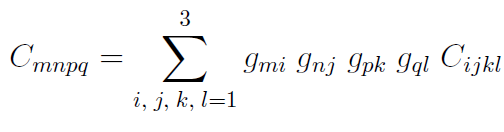 C_{mnpq} = \sum_{i, j, k, l=1}^{3} g_{mi} g_{nj} g_{pk} g_{ql} C_{ijkl}